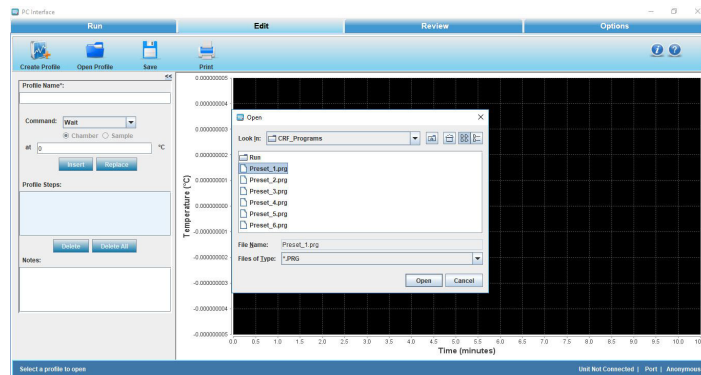 PC Interface
Run Edit Review Options
Create Profile Open Profile Save Print
<<
Profile Name*:
Command: Wait
Chamber Sample
at 0 °C
Insert Replace
Profile Steps:
Delete Delete All
Notes:
Temperature (°C)
0.000000005
0.000000004
0.000000003
0.000000002
0.000000001
0.000000000
-0.000000001
-0.000000002
-0.000000003
-0.000000004
-0.000000005
0.0 0.5 1.0 1.5 2.0 2.5 3.0 3.5 4.0 4.5 5.0 5.5 6.0 6.5 7.0 7.5 8.0 8.5 9.0 9.5 10.0 10
Time (minutes)
Open
Look In: CRF_Programs
Run
Preset_1.prg
Preset_2.prg
Preset_3.prg
Preset_4.prg
Preset_5.prg
Preset_6.prg
File Name: Preset_1.prg
Files of Type: *.PRG
Open Cancel
Select a profile to open
Unit Not Connected | Port | Anonymous